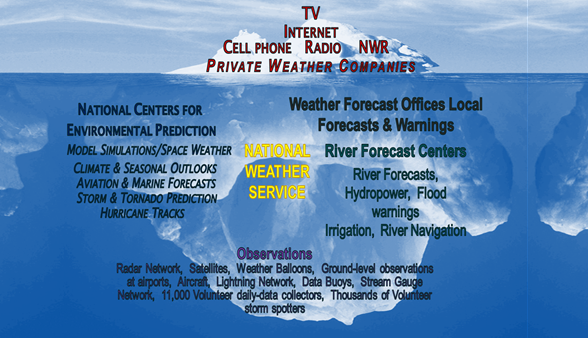 TV
INTERNET
CELL PHONE RADIO NWR
PRIVATE WEATHER COMPANIES
NATIONAL CENTERS FOR
ENVIRONMENTAL PREDICTION
MODEL SIMULATIONS/SPACE WEATHER
CLIMATE & SEASONAL OUTLOOKS
AVIATION & MARINE FORECASTS
STORM & TORNADO PREDICTION
HURRICANE TRACKS
NATIONAL
WEATHER
SERVICE
Weather Forecast Offices Local
Forecasts & Warnings
River Forecast Centers
River Forecasts,
Hydropower, Flood
warnings
Irrigation, River Navigation
Observations
Radar Network, Satellites, Weather Balloons, Ground-level observations
at airports, Aircraft, Lightning Network, Data Buoys, Stream Gauge
Network, 11,000 Volunteer daily-data collectors, Thousands of Volunteer
storm spotters